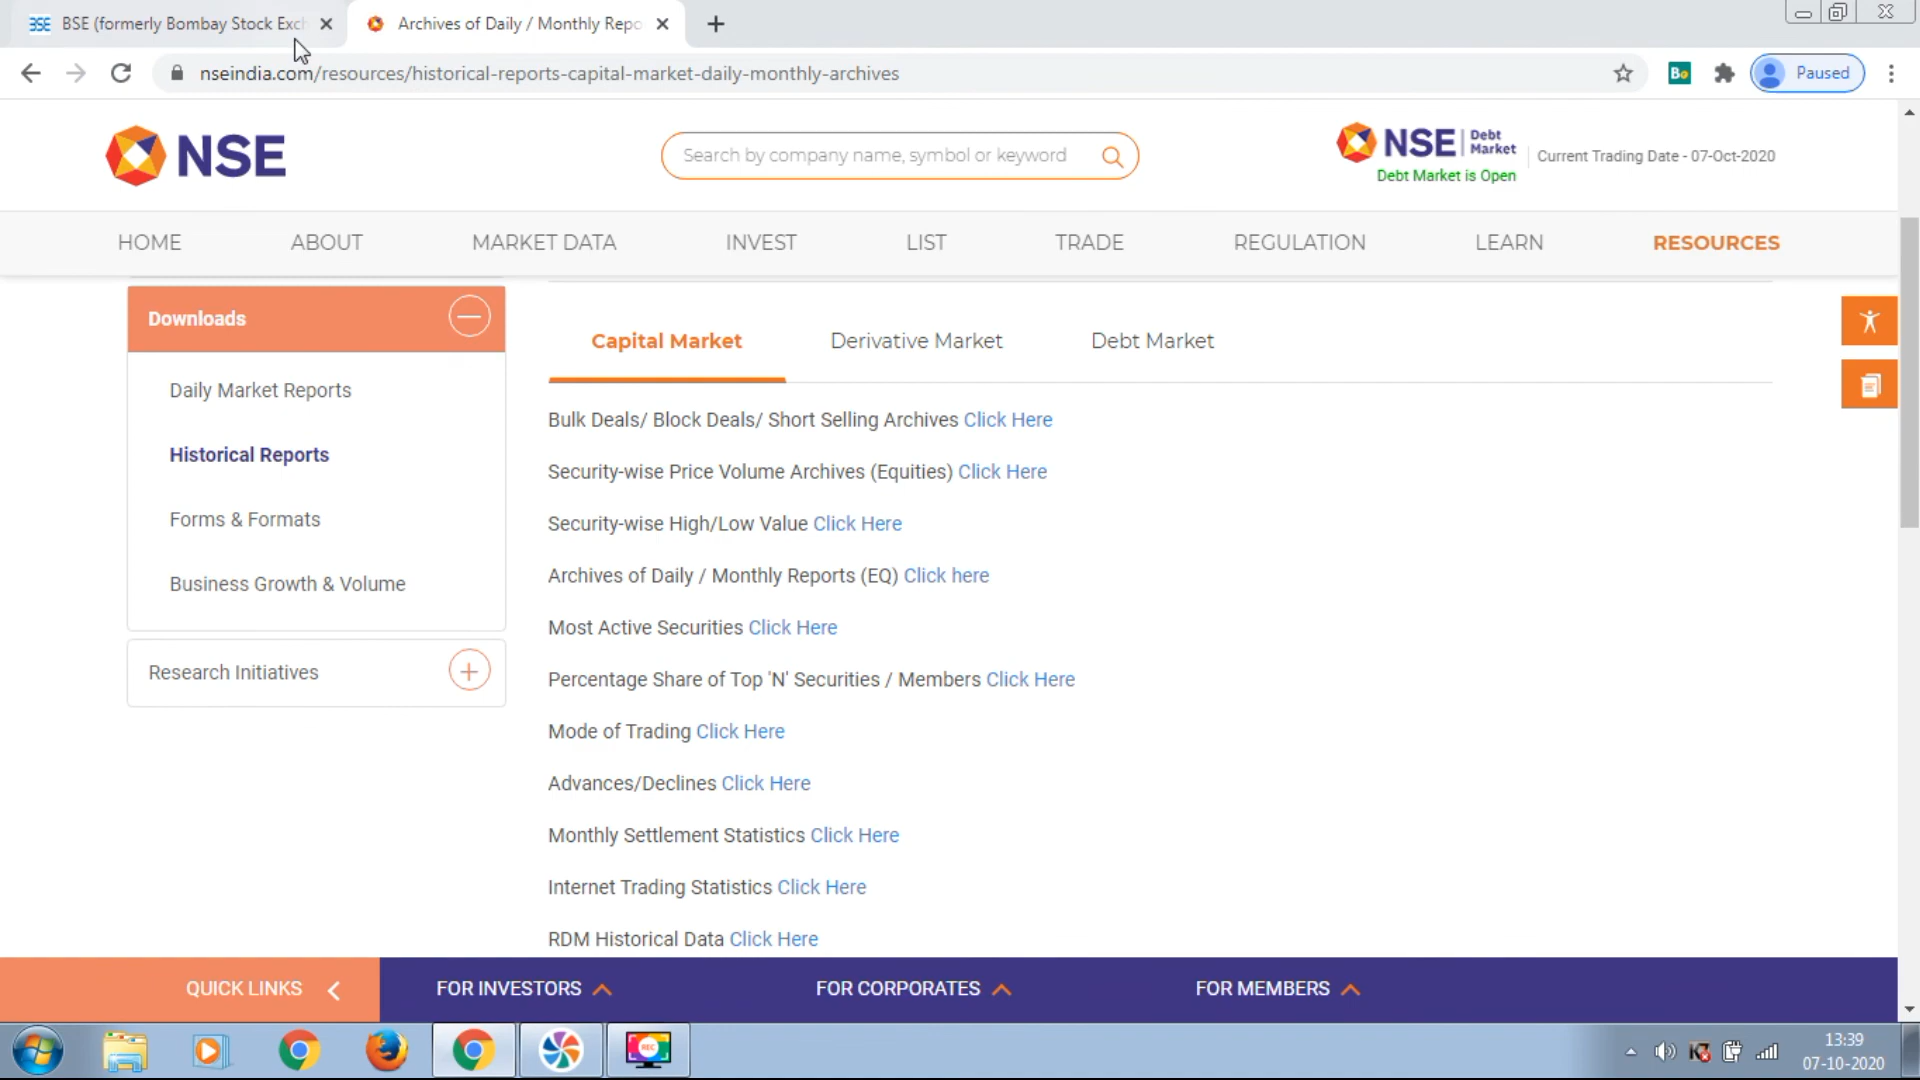 BSE (formerly Bombay Stock Exch
Archives of Daily / Monthly Repo
nseindia.com/resources/historical-reports-capital-market-daily-monthly-archives
Paused
NSE
Search by company name, symbol or keyword
NSE Debt Market
Debt Market is Open
Current Trading Date - 07-Oct-2020
HOME ABOUT MARKET DATA INVEST LIST TRADE REGULATION LEARN RESOURCES
Downloads
Daily Market Reports
Historical Reports
Forms & Formats
Business Growth & Volume
Research Initiatives
Capital Market Derivative Market Debt Market
Bulk Deals/ Block Deals/ Short Selling Archives Click Here
Security-wise Price Volume Archives (Equities) Click Here
Security-wise High/Low Value Click Here
Archives of Daily / Monthly Reports (EQ) Click here
Most Active Securities Click Here
Percentage Share of Top 'N' Securities / Members Click Here
Mode of Trading Click Here
Advances/Declines Click Here
Monthly Settlement Statistics Click Here
Internet Trading Statistics Click Here
RDM Historical Data Click Here
QUICK LINKS FOR INVESTORS FOR CORPORATES FOR MEMBERS
REC
13:39
07-10-2020